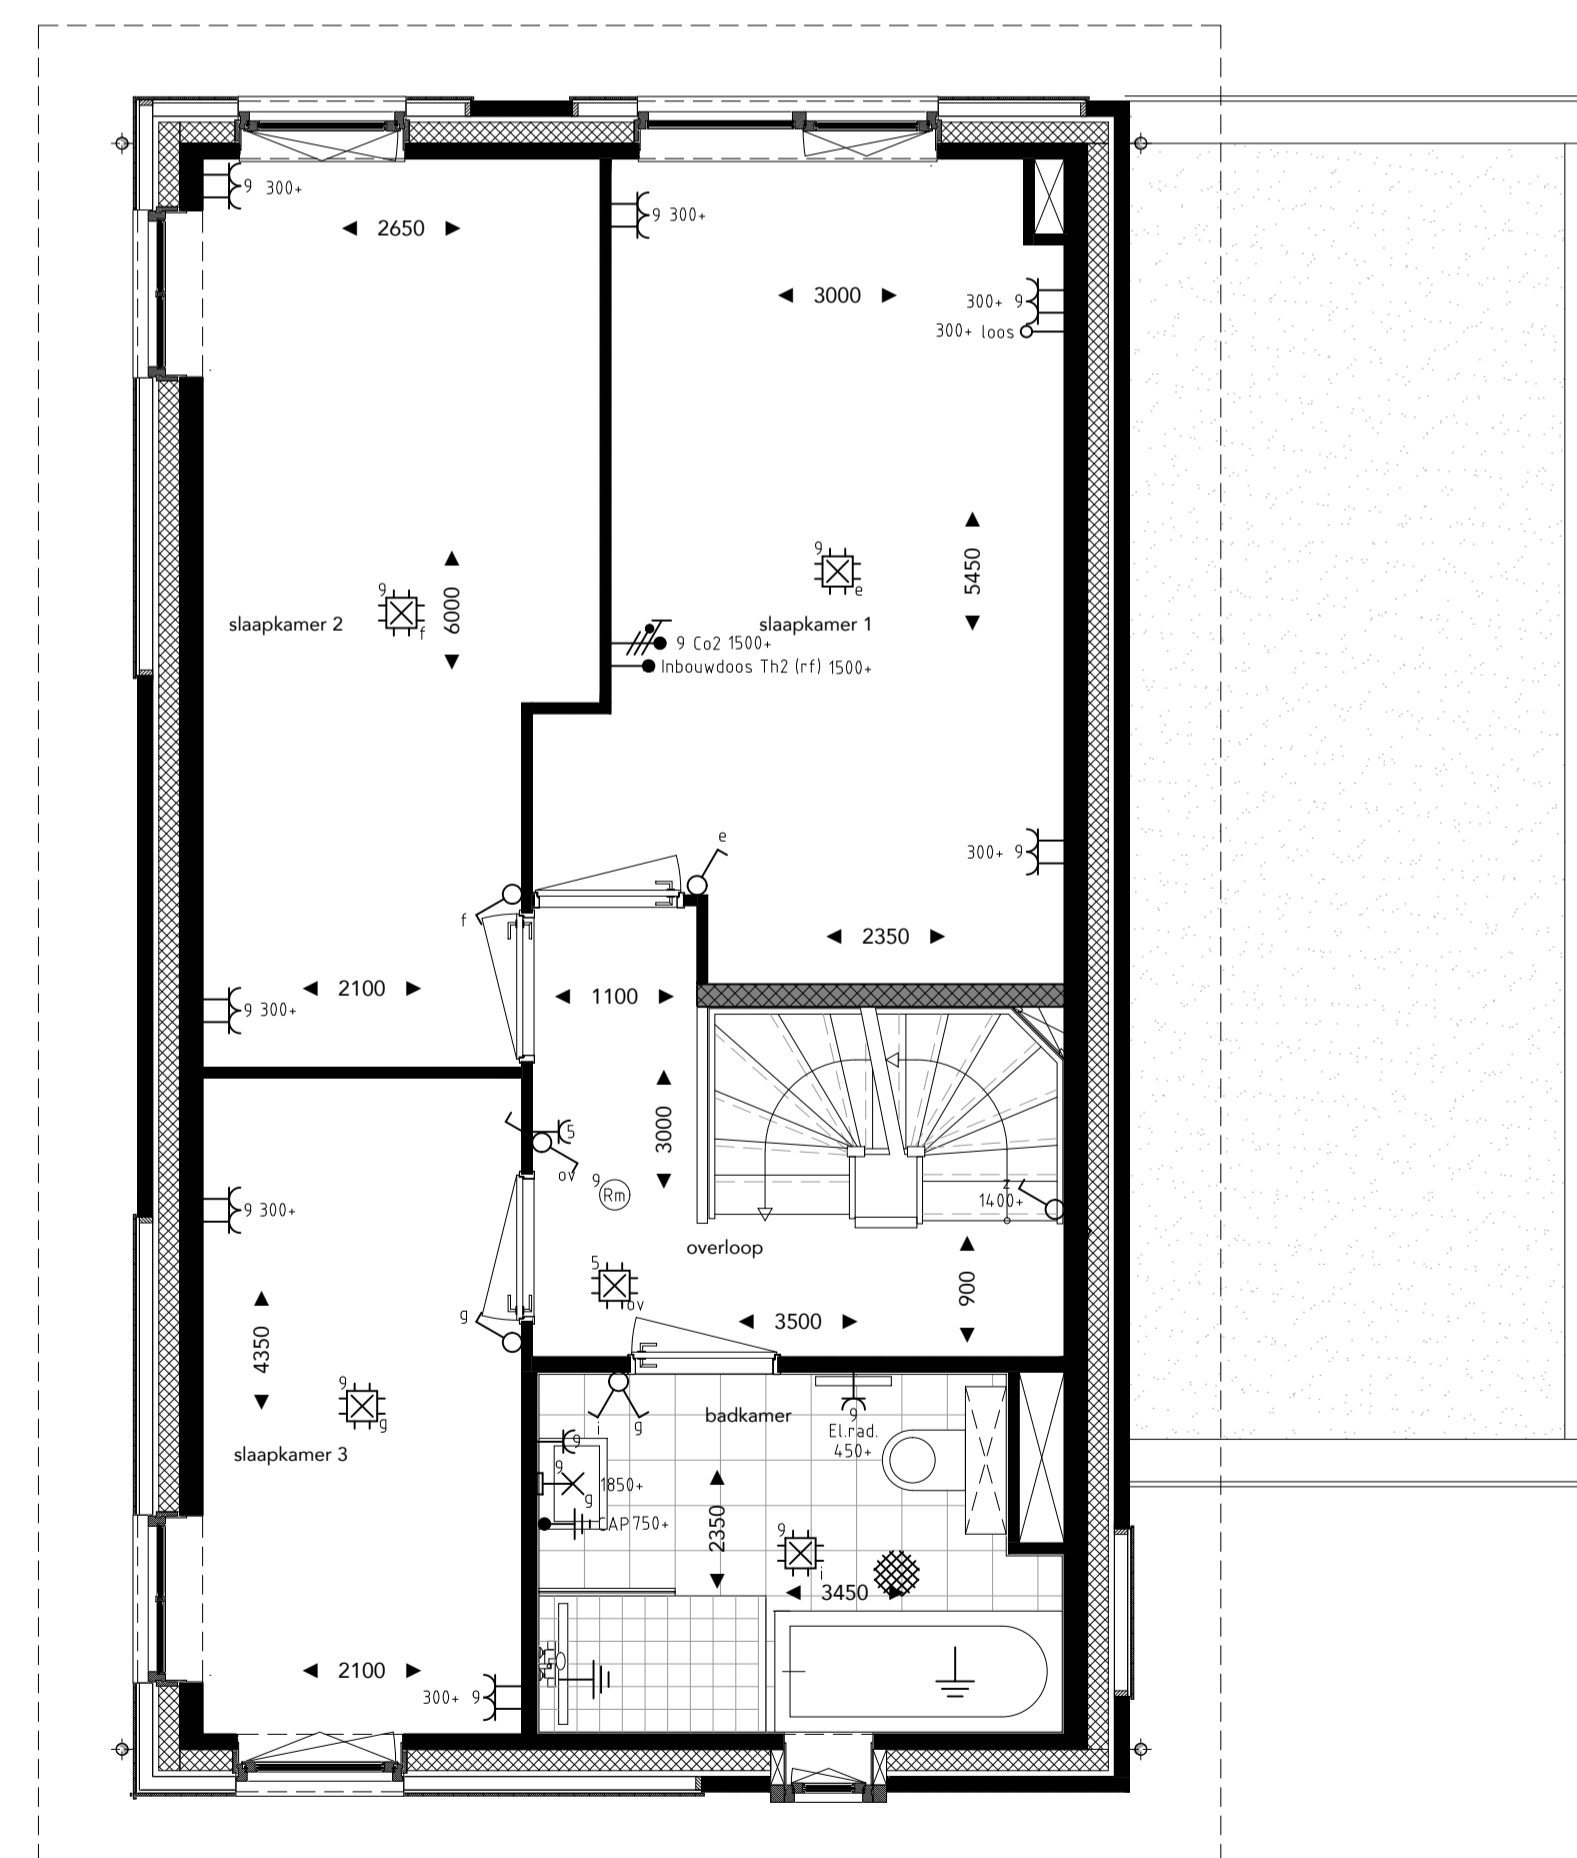 9 300+
2650
9 300+
3000
300+ 9
300+ loos
9
e
5450
slaapkamer 1
9
f
6000
slaapkamer 2
9 Co2 1500+
Inbouwdoos Th2 (rf) 1500+
e
300+ 9
f
2350
2100
1100
9 300+
3000
5
ov
9
Rm
z
1400+
9 300+
overloop
5
ov
900
3500
g
4350
9
g
slaapkamer 3
badkamer
i
g
9
El.rad.
450+
9
9
g
1850+
CAP 750+
2350
9
i
3450
2100
300+ 9